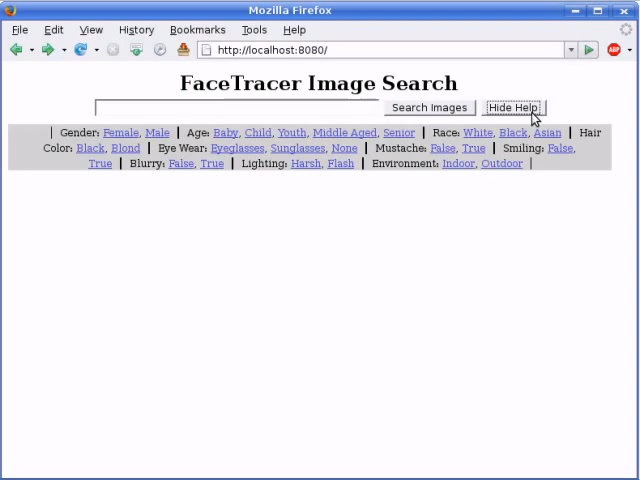 Mozilla Firefox
File Edit View History Bookmarks Tools Help
http://localhost:8080/
ABP
FaceTracer Image Search
Search Images Hide Help
| Gender: Female, Male | Age: Baby, Child, Youth, Middle Aged, Senior | Race: White, Black, Asian | Hair
Color: Black, Blond | Eye Wear: Eyeglasses, Sunglasses, None | Mustache: False, True | Smiling: False,
True | Blurry: False, True | Lighting: Harsh, Flash | Environment: Indoor, Outdoor |